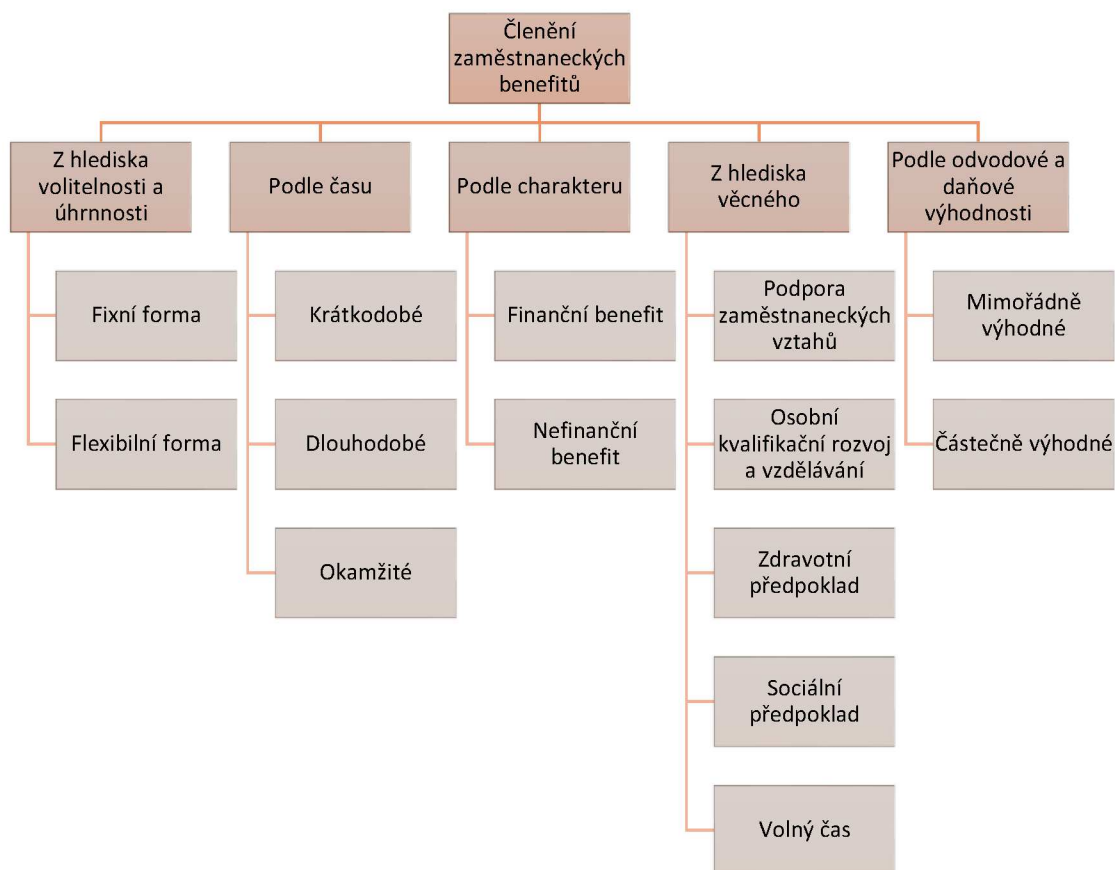 Členění
zaměstnaneckých
benefitů
Z hlediska
volitelnosti a
úhrnnosti
Fixní forma
Flexibilní forma
Podle času
Krátkodobé
Dlouhodobé
Okamžité
Podle charakteru
Finanční benefit
Nefinanční
benefit
Z hlediska
věcného
Podpora
zaměstnaneckých
vztahů
Osobní
kvalifikační rozvoj
a vzdělávání
Zdravotní
předpoklad
Sociální
předpoklad
Volný čas
Podle odvodové a
daňové
výhodnosti
Mimořádně
výhodné
Částečně výhodné